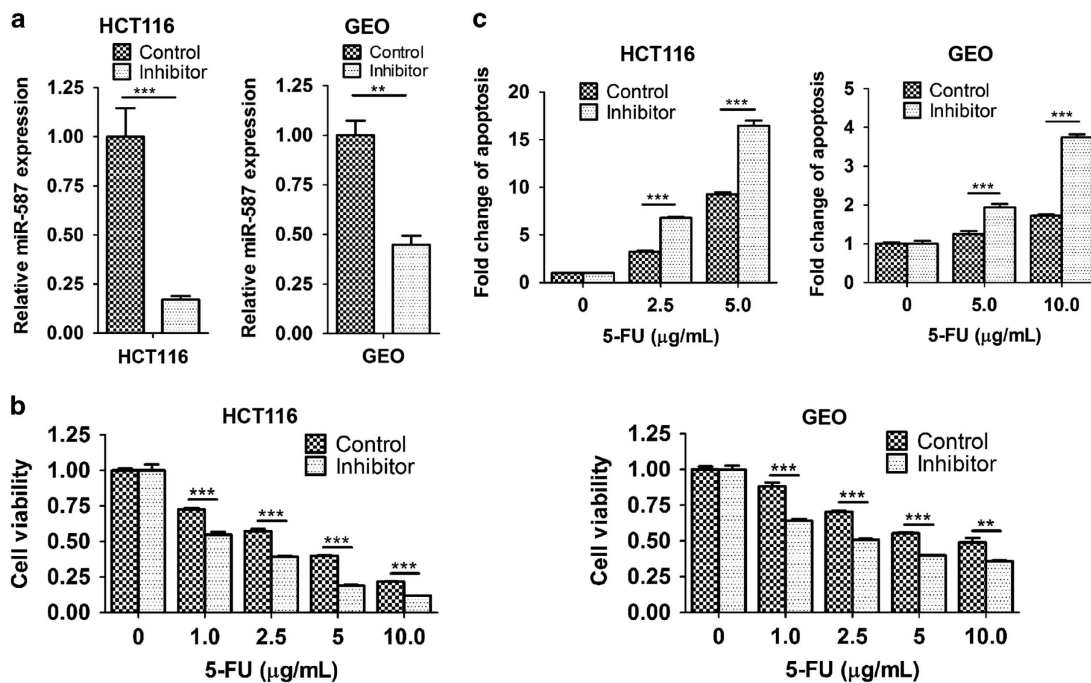 a
HCT116
Control
Inhibitor
Relative miR-587 expression
1.25
1.00
0.75
0.50
0.25
0.00
***
HCT116
GEO
Control
Inhibitor
Relative miR-587 expression
1.25
1.00
0.75
0.50
0.25
0.00
**
GEO
c
HCT116
Control
Inhibitor
Fold change of apoptosis
20
15
10
5
0
***
***
0 2.5 5.0
5-FU (μg/mL)
GEO
Control
Inhibitor
Fold change of apoptosis
5
4
3
2
1
0
***
***
0 5.0 10.0
5-FU (μg/mL)
b
HCT116
Control
Inhibitor
Cell viability
1.25
1.00
0.75
0.50
0.25
0.00
***
***
***
***
0 1.0 2.5 5 10.0
5-FU (μg/mL)
GEO
Control
Inhibitor
Cell viability
1.25
1.00
0.75
0.50
0.25
0.00
***
***
***
**
0 1.0 2.5 5 10.0
5-FU (μg/mL)